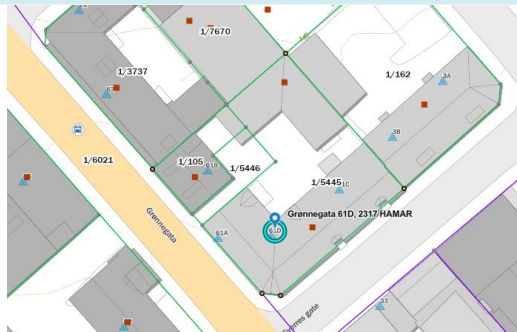 1/7670
1/3737
1/162
3A
3B
1/6021
61B
1/105
1/5446
1/5445
1C
Grønnegata 61D, 2317 HAMAR
61D
61A
Grønnegata
33